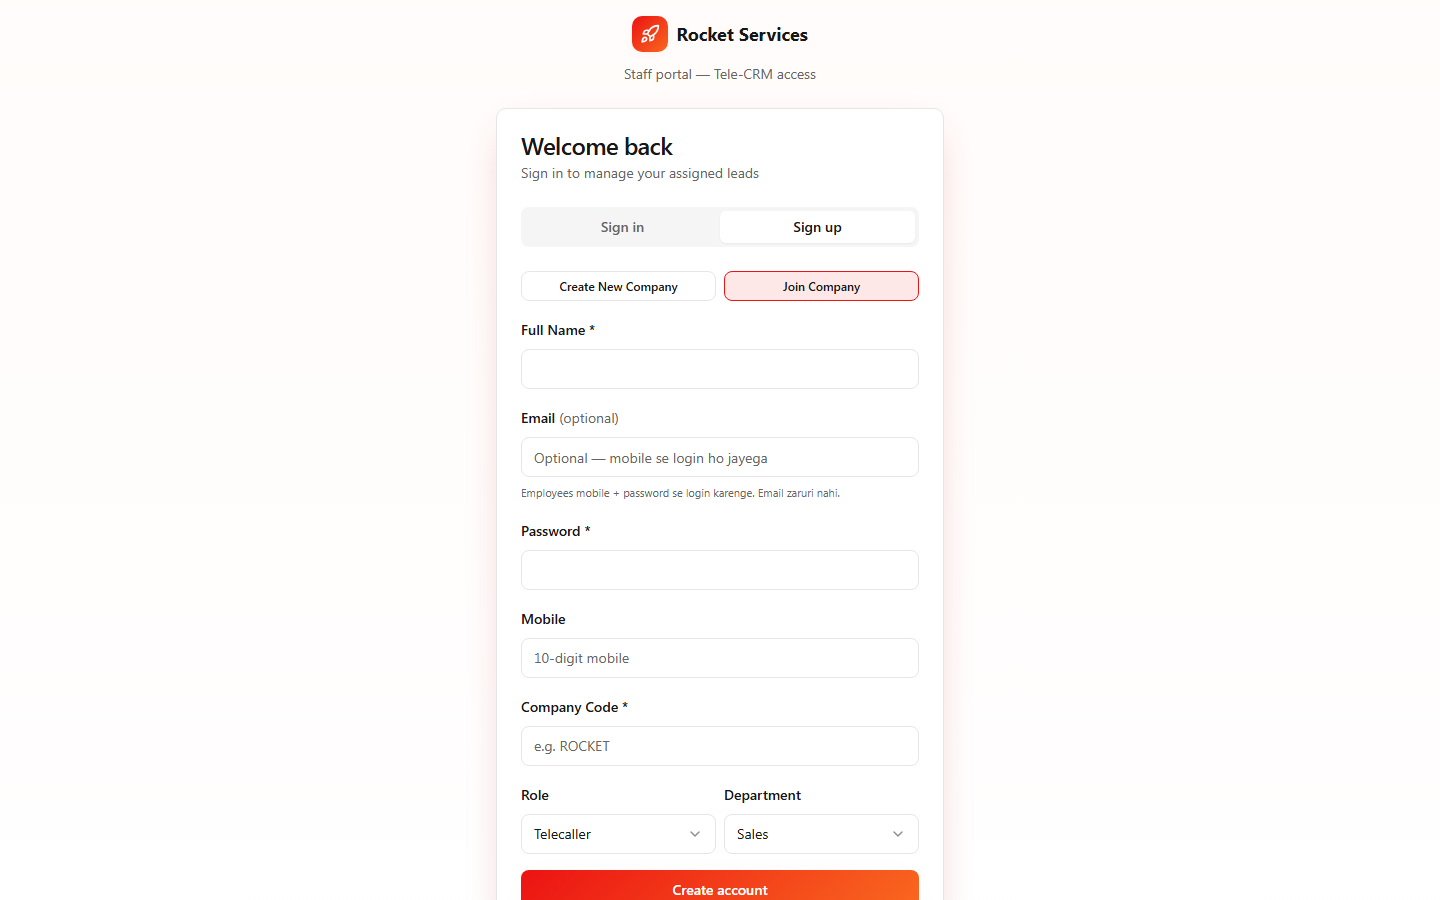 Rocket Services
Staff portal — Tele-CRM access
Welcome back
Sign in to manage your assigned leads
Sign in
Sign up
Create New Company
Join Company
Full Name *
Email (optional)
Optional — mobile se login ho jayega
Employees mobile + password se login karenge. Email zaruri nahi.
Password *
Mobile
10-digit mobile
Company Code *
e.g. ROCKET
Role
Department
Telecaller
Sales
Create account